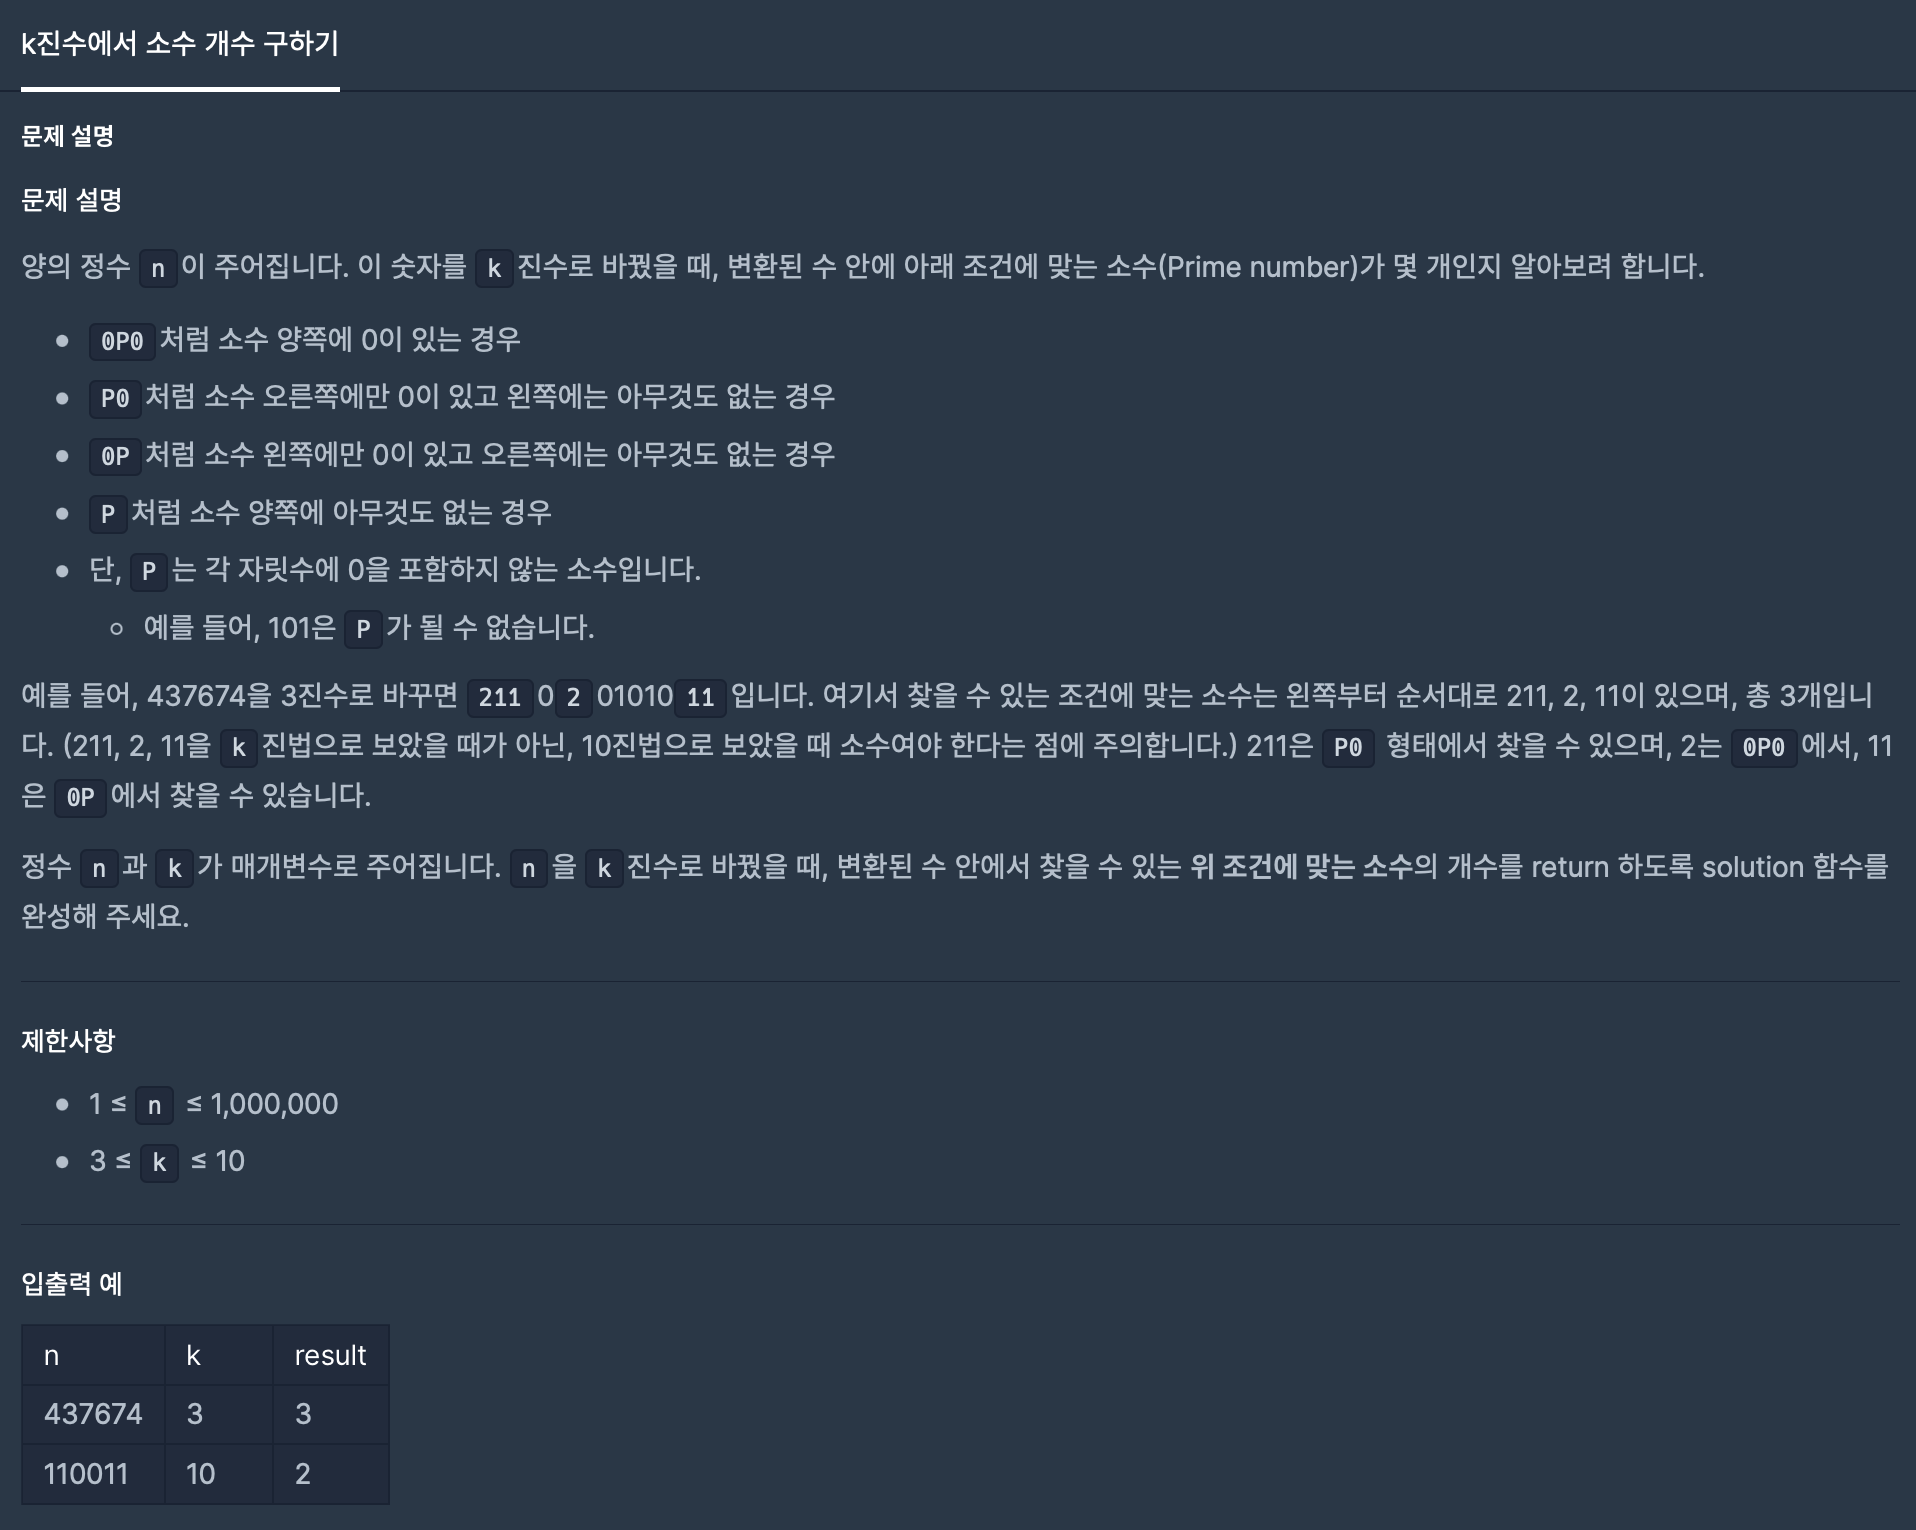 k진수에서 소수 개수 구하기
문제 설명
문제 설명
양의 정수 n이 주어집니다. 이 숫자를 k진수로 바꿨을 때, 변환된 수 안에 아래 조건에 맞는 소수(Prime number)가 몇 개인지 알아보려 합니다.
0P0처럼 소수 양쪽에 0이 있는 경우
P0처럼 소수 오른쪽에만 0이 있고 왼쪽에는 아무것도 없는 경우
0P처럼 소수 왼쪽에만 0이 있고 오른쪽에는 아무것도 없는 경우
P처럼 소수 양쪽에 아무것도 없는 경우
단, P는 각 자릿수에 0을 포함하지 않는 소수입니다.
예를 들어, 101은 P가 될 수 없습니다.
예를 들어, 437674을 3진수로 바꾸면 211 0 2 01010 11 입니다. 여기서 찾을 수 있는 조건에 맞는 소수는 왼쪽부터 순서대로 211, 2, 11이 있으며, 총 3개입니
다. (211, 2, 11을 k진법으로 보았을 때가 아닌, 10진법으로 보았을 때 소수여야 한다는 점에 주의합니다.) 211은 P0 형태에서 찾을 수 있으며, 2는 0P0에서, 11
은 0P에서 찾을 수 있습니다.
정수 n과 k가 매개변수로 주어집니다. n을 k진수로 바꿨을 때, 변환된 수 안에서 찾을 수 있는 위 조건에 맞는 소수의 개수를 return 하도록 solution 함수를
완성해 주세요.
제한사항
1 ≤ n ≤ 1,000,000
3 ≤ k ≤ 10
입출력 예
n k result
437674 3 3
110011 10 2